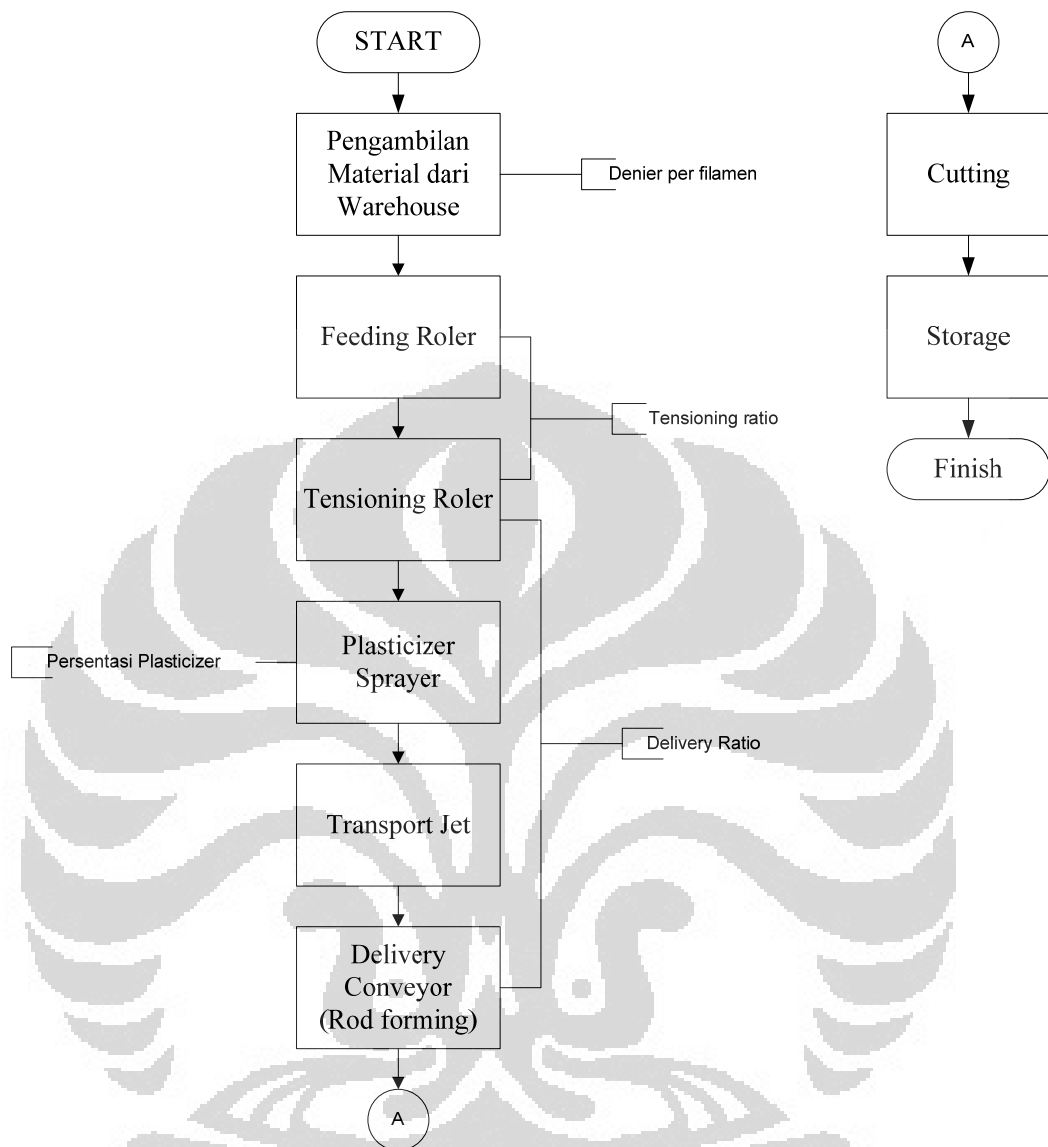 START
Pengambilan
Material dari
Warehouse
Denier per filamen
Feeding Roler
Tensioning ratio
Tensioning Roler
Plasticizer
Sprayer
Persentasi Plasticizer
Delivery Ratio
Transport Jet
Delivery
Conveyor
(Rod forming)
A
A
Cutting
Storage
Finish